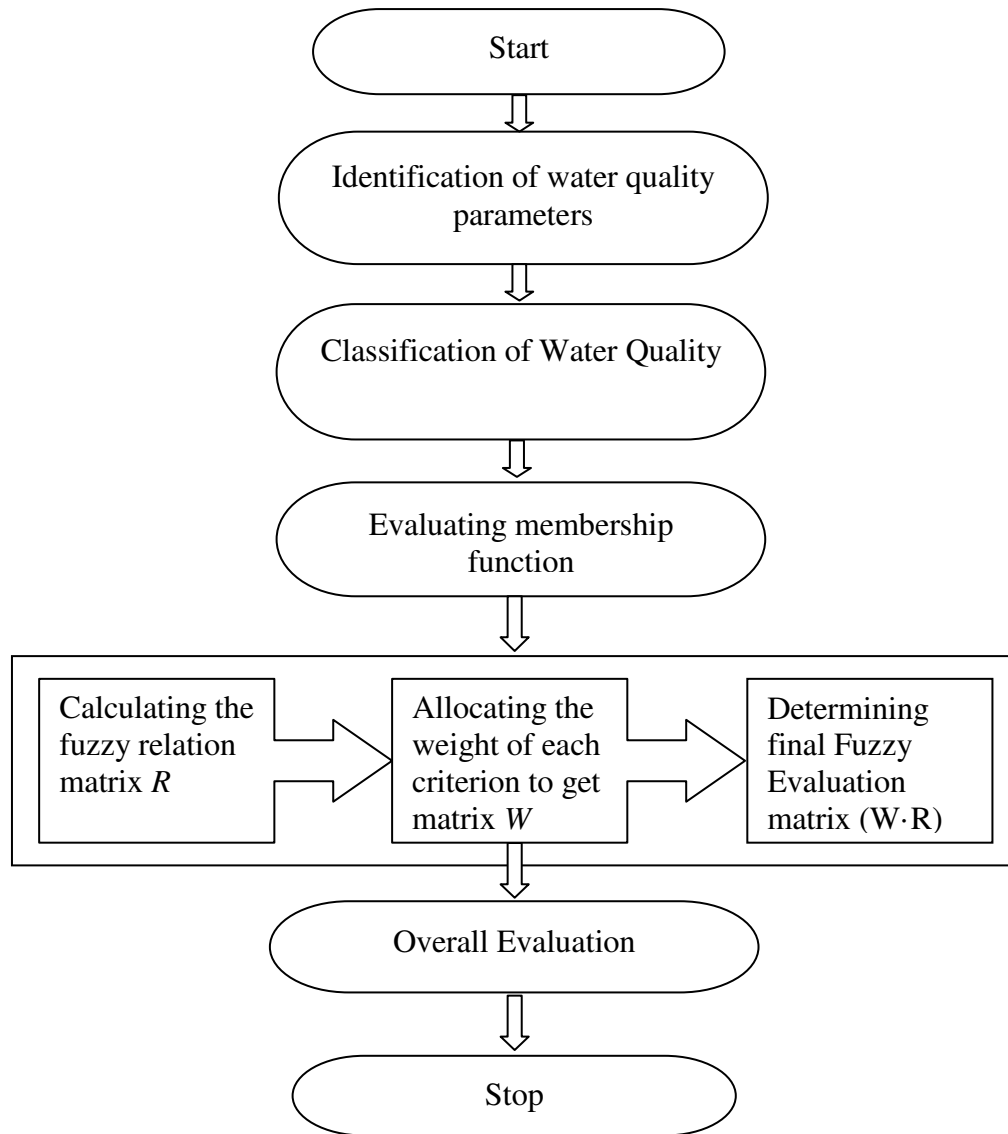 Start
Identification of water quality
parameters
Classification of Water Quality
Evaluating membership
function
Calculating the
fuzzy relation
matrix R
Allocating the
weight of each
criterion to get
matrix W
Determining
final Fuzzy
Evaluation
matrix (W·R)
Overall Evaluation
Stop